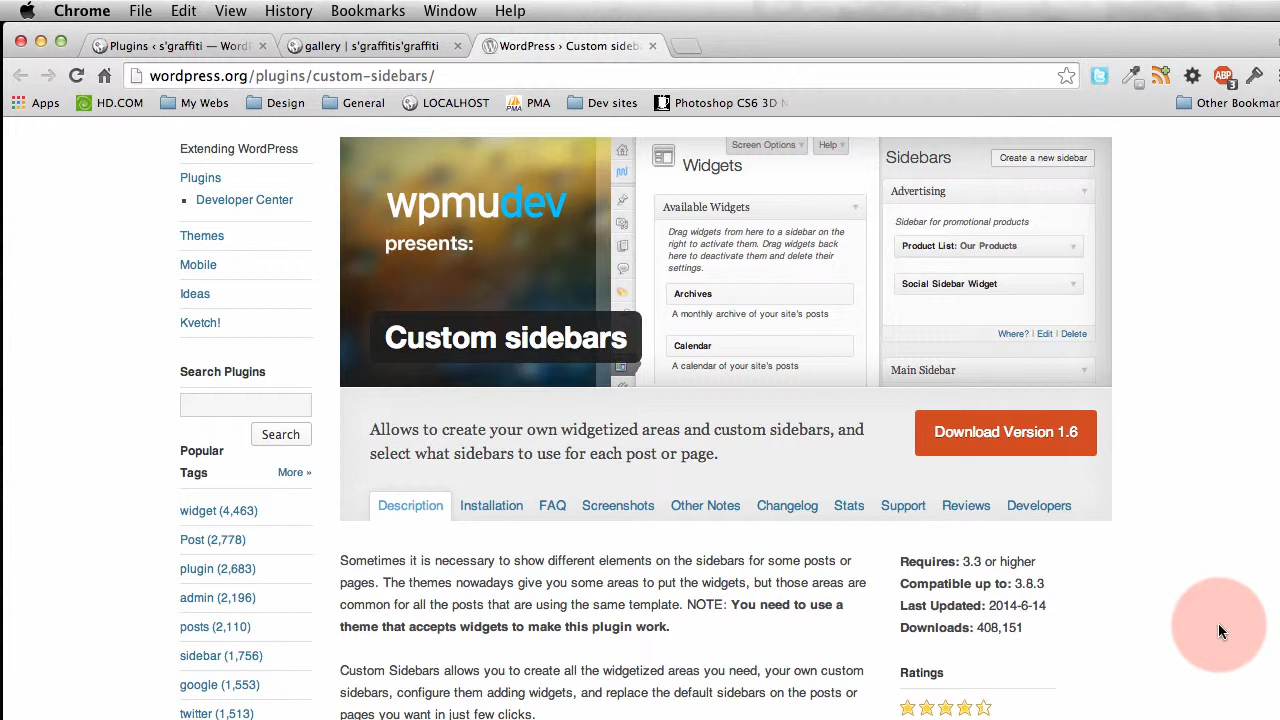 Chrome File Edit View History Bookmarks Window Help
Plugins ‹ s'graffiti — Word
gallery | s'graffitis'graffiti
WordPress › Custom sideb
wordpress.org/plugins/custom-sidebars/
ABP
3
Apps
HD.COM
My Webs
Design
General
LOCALHOST
PMA
PMA
Dev sites
Photoshop CS6 3D
Other Bookmar
Extending WordPress
Plugins
Developer Center
Themes
Mobile
Ideas
Kvetch!
Search Plugins
Search
Popular
Tags
More »
widget (4,463)
Post (2,778)
plugin (2,683)
admin (2,196)
posts (2,110)
sidebar (1,756)
google (1,553)
twitter (1,513)
wpmudev
presents:
Custom sidebars
Screen Options
Help
Widgets
Available Widgets
Drag widgets from here to a sidebar on the
right to activate them. Drag widgets back
here to deactivate them and delete their
settings.
Archives
A monthly archive of your site's posts
Calendar
A calendar of your site's posts
Sidebars
Create a new sidebar
Advertising
Sidebar for promotional products
Product List: Our Products
Social Sidebar Widget
Where? | Edit | Delete
Main Sidebar
Allows to create your own widgetized areas and custom sidebars, and
select what sidebars to use for each post or page.
Download Version 1.6
Description Installation FAQ Screenshots Other Notes Changelog Stats Support Reviews Developers
Sometimes it is necessary to show different elements on the sidebars for some posts or
pages. The themes nowadays give you some areas to put the widgets, but those areas are
common for all the posts that are using the same template. NOTE: You need to use a
theme that accepts widgets to make this plugin work.
Custom Sidebars allows you to create all the widgetized areas you need, your own custom
sidebars, configure them adding widgets, and replace the default sidebars on the posts or
pages you want in just few clicks.
Requires: 3.3 or higher
Compatible up to: 3.8.3
Last Updated: 2014-6-14
Downloads: 408,151
Ratings